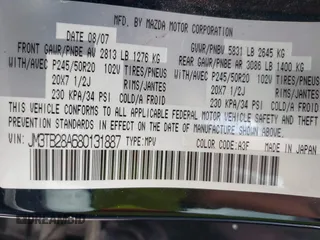 MFG. BY MAZDA MOTOR CORPORATION
DATE 08/07
GVWR/PNBV 5831 LB 2645 KG
FRONT GAWR/PNBE AV 2813 LB 1276 KG
REAR GAWR/PNBE AR 3086 LB 1400 KG
WITH/AVEC P245/50R20 102V TIRES/PNEUS
WITH/AVEC P245/50R20 102V TIRES/PNEUS
20X7 1/2J RIMS/JANTES
20X7 1/2J RIMS/JANTES
230 KPA/34 PSI COLD/A FROID
230 KPA/34 PSI COLD/A FROID
THIS VEHICLE CONFORMS TO ALL APPLICABLE FEDERAL MOTOR VEHICLE SAFETY AND THEFT
PREVENTION STANDARDS IN EFFECT ON THE DATE OF MANUFACTURE SHOWN ABOVE.
VIN: JM3TB28A680131887 TYPE:MPV COLOR CODE: A3F MADE IN JAPAN